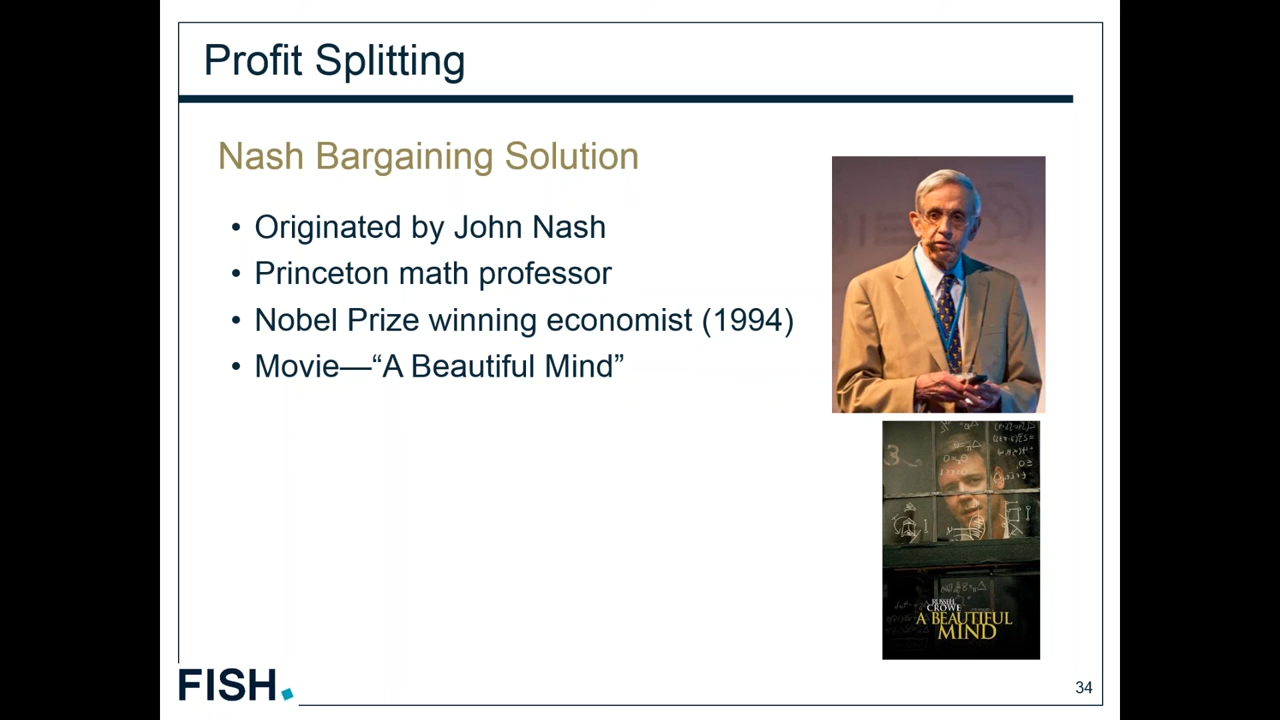 Profit Splitting
Nash Bargaining Solution
• Originated by John Nash
• Princeton math professor
• Nobel Prize winning economist (1994)
• Movie—“A Beautiful Mind”
RUSSELL
CROWE
A BEAUTIFUL
MIND
FISH.
34